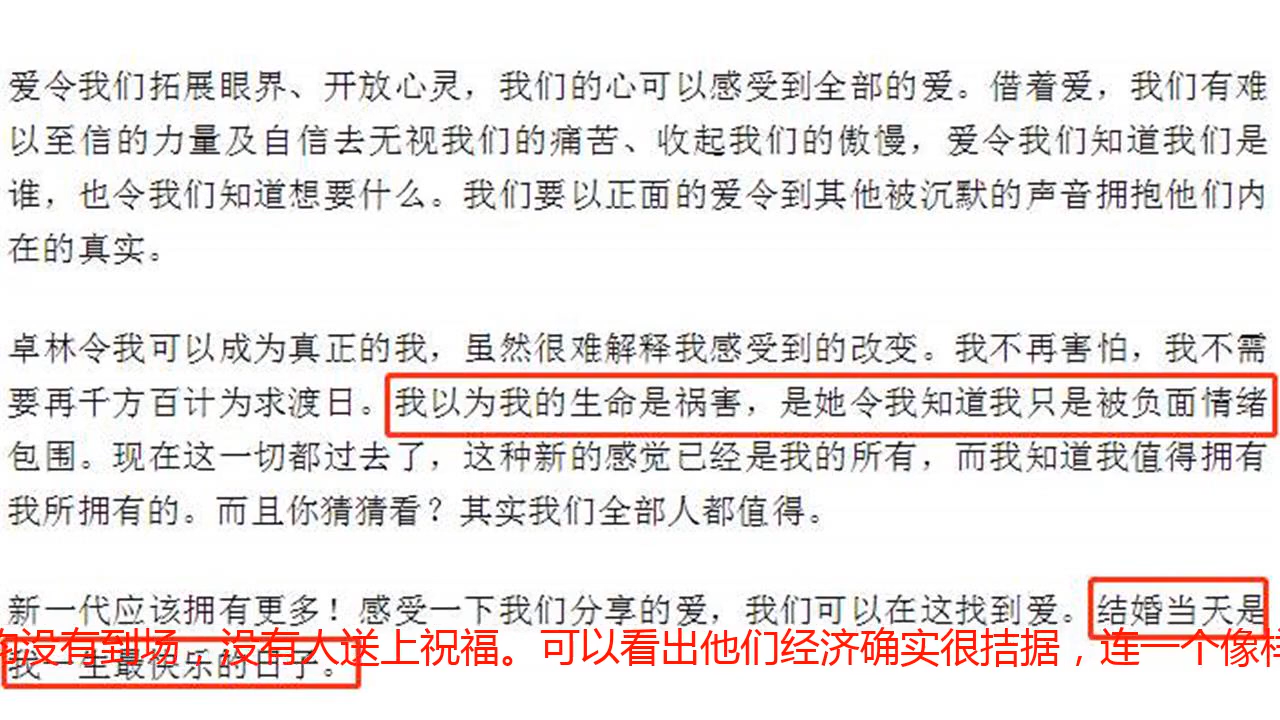 爱令我们拓展眼界、开放心灵，我们的心可以感受到全部的爱。借着爱，我们有难
以至信的力量及自信去无视我们的痛苦、收起我们的傲慢，爱令我们知道我们是
谁，也令我们知道想要什么。我们要以正面的爱令到其他被沉默的声音拥抱他们内
在的真实。
卓林令我可以成为真正的我，虽然很难解释我感受到的改变。我不再害怕，我不需
要再千方百计为求渡日。我以为我的生命是祸害，是她令我知道我只是被负面情绪
包围。现在这一切都过去了，这种新的感觉已经是我的所有，而我知道我值得拥有
我所拥有的。而且你猜猜看？其实我们全部人都值得。
新一代应该拥有更多！感受一下我们分享的爱，我们可以在这找到爱。结婚当天是
我一生最快乐的日子。
没有到场，没有人送上祝福。可以看出他们经济确实很拮据，连一个像样